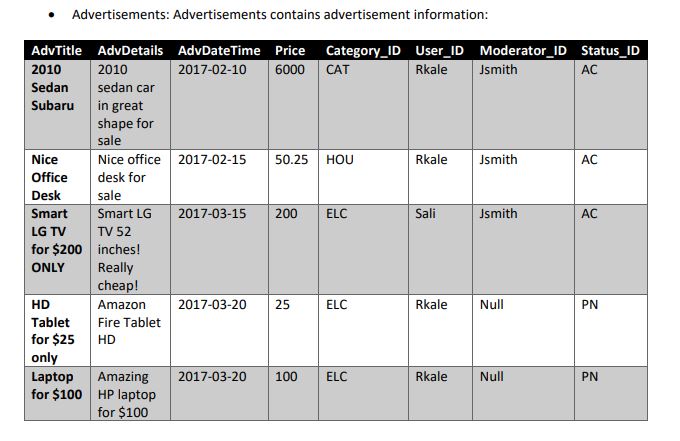 • Advertisements: Advertisements contains advertisement information:
AdvTitle AdvDetails AdvDateTime Price Category_ID User_ID Moderator_ID Status_ID
2010 2010 2017-02-10 6000 CAT Rkale Jsmith AC
Sedan sedan car
Subaru in great
shape for
sale
Nice Nice office 2017-02-15 50.25 HOU Rkale Jsmith AC
Office desk for
Desk sale
Smart Smart LG 2017-03-15 200 ELC Sali Jsmith AC
LG TV TV 52
for $200 inches!
ONLY Really
cheap!
HD Amazon 2017-03-20 25 ELC Rkale Null PN
Tablet Fire Tablet
for $25 HD
only
Laptop Amazing 2017-03-20 100 ELC Rkale Null PN
for $100 HP laptop
for $100